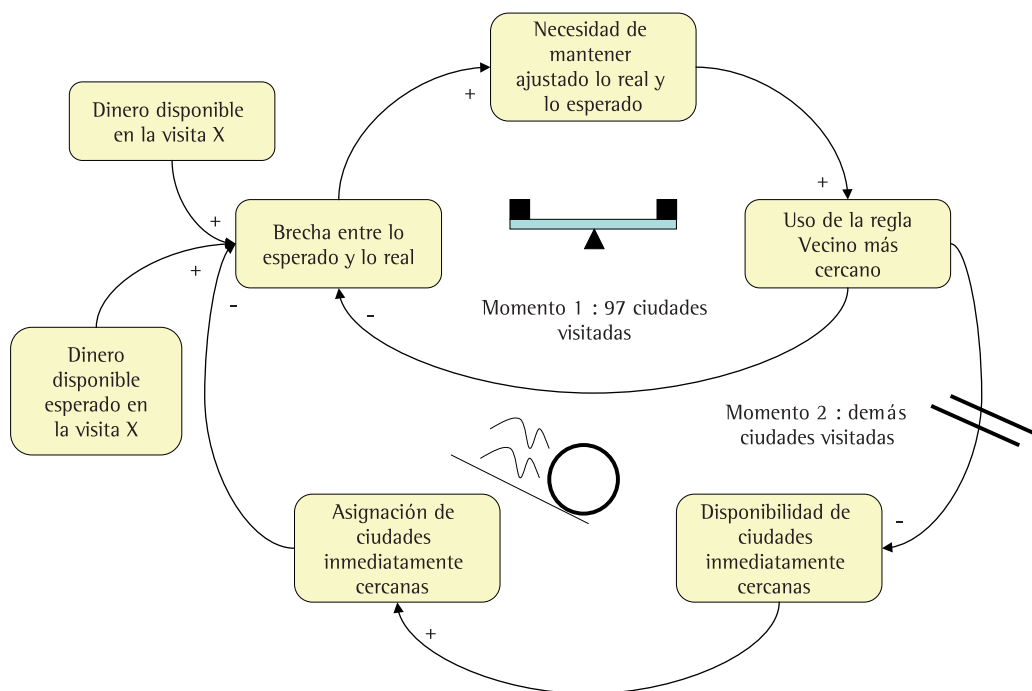 Necesidad de
mantener
ajustado lo real y
lo esperado
+
Dinero disponible
en la visita X
+
+
Brecha entre lo
esperado y lo real
+
-
Uso de la regla
Vecino más
cercano
-
Momento 1 : 97 ciudades
visitadas
Dinero
disponible
esperado en
la visita X
Momento 2 : demás
ciudades visitadas
Asignación de
ciudades
inmediatamente
cercanas
Disponibilidad de
ciudades
inmediatamente
cercanas
-
+